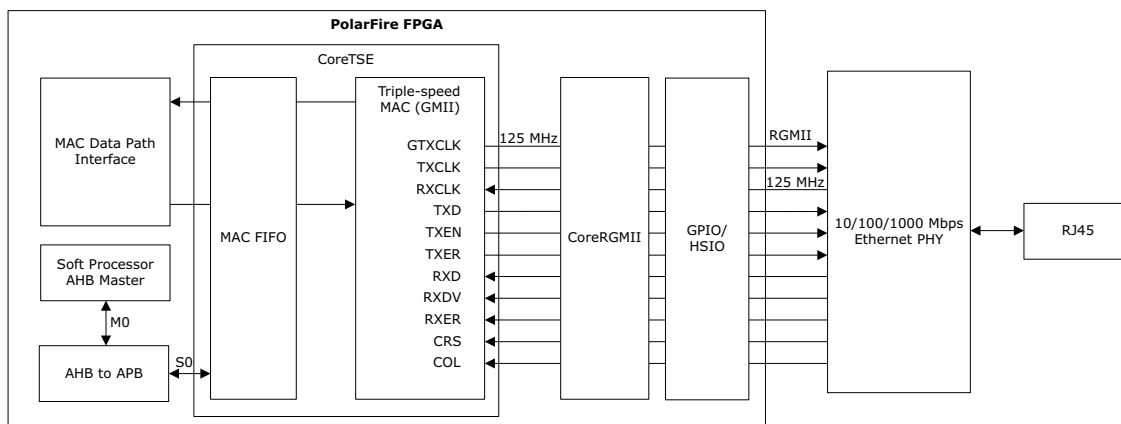 PolarFire FPGA
CoreTSE
MAC Data Path
Interface
Soft Processor
AHB Master
M0
AHB to APB
S0
MAC FIFO
Triple-speed
MAC (GMII)
GTXCLK
TXCLK
RXCLK
TXD
TXEN
TXER
RXD
RXDV
RXER
CRS
COL
125 MHz
CoreRGMII
GPIO/
HSIO
RGMII
125 MHz
10/100/1000 Mbps
Ethernet PHY
RJ45